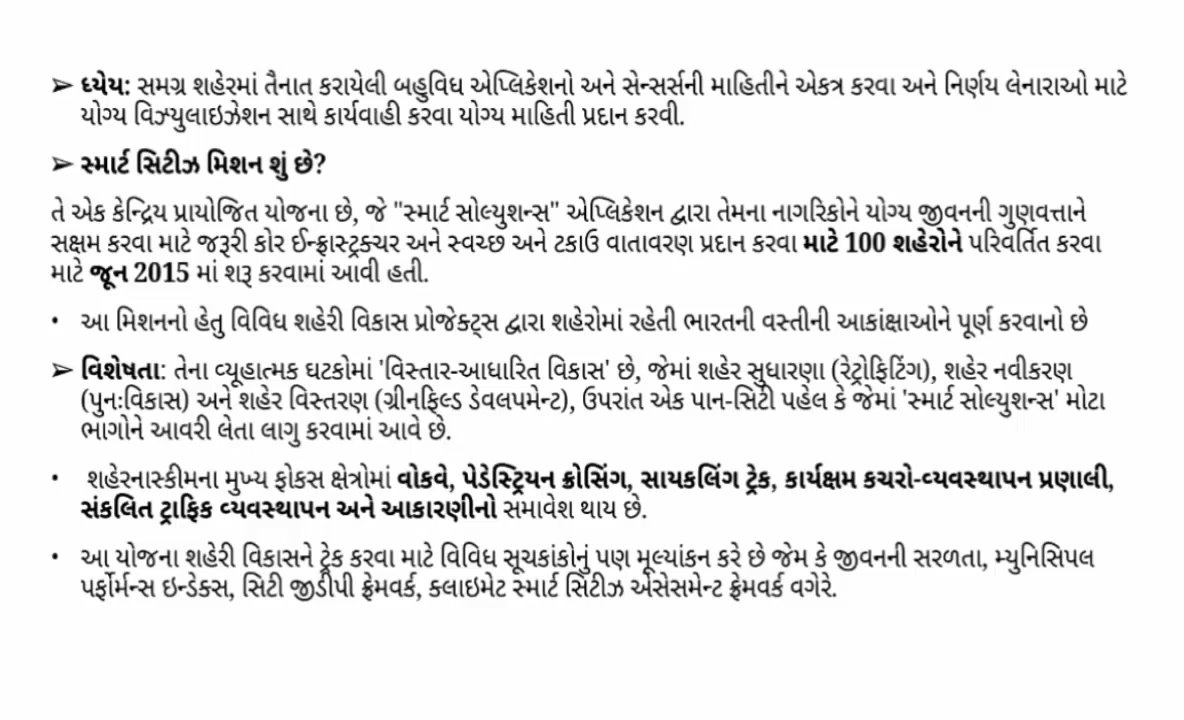 ➢ ધ્યેય: સમગ્ર શહેરમાં તૈનાત કરાયેલી બહુવિધ એપ્લિકેશનો અને સેન્સર્સની માહિતીને એકત્ર કરવા અને નિર્ણય લેનારાઓ માટે
યોગ્ય વિઝ્યુલાઇઝેશન સાથે કાર્યવાહી કરવા યોગ્ય માહિતી પ્રદાન કરવી.
➢ સ્માર્ટ સિટીઝ મિશન શું છે?
તે એક કેન્દ્રિય પ્રાયોજિત યોજના છે, જે "સ્માર્ટ સોલ્યુશન્સ" એપ્લિકેશન દ્વારા તેમના નાગરિકોને યોગ્ય જીવનની ગુણવત્તાને
સક્ષમ કરવા માટે જરૂરી કોર ઈન્ફ્રાસ્ટ્રક્ચર અને સ્વચ્છ અને ટકાઉ વાતાવરણ પ્રદાન કરવા માટે 100 શહેરોને પરિવર્તિત કરવા
માટે જૂન 2015 માં શરૂ કરવામાં આવી હતી.
• આ મિશનનો હેતુ વિવિધ શહેરી વિકાસ પ્રોજેક્ટ્સ દ્વારા શહેરોમાં રહેતી ભારતની વસ્તીની આકાંક્ષાઓને પૂર્ણ કરવાનો છે
➢ વિશેષતા: તેના વ્યૂહાત્મક ઘટકોમાં 'વિસ્તાર-આધારિત વિકાસ' છે, જેમાં શહેર સુધારણા (રેટ્રોફિટિંગ), શહેર નવીકરણ
(પુનઃવિકાસ) અને શહેર વિસ્તરણ (ગ્રીનફિલ્ડ ડેવલપમેન્ટ), ઉપરાંત એક પાન-સિટી પહેલ કે જેમાં 'સ્માર્ટ સોલ્યુશન્સ' મોટા
ભાગોને આવરી લેતા લાગુ કરવામાં આવે છે.
• શહેરનાસ્કીમના મુખ્ય ફોકસ ક્ષેત્રોમાં વોકવે, પેડેસ્ટ્રિયન ક્રોસિંગ, સાયકલિંગ ટ્રેક, કાર્યક્ષમ કચરો-વ્યવસ્થાપન પ્રણાલી,
સંકલિત ટ્રાફિક વ્યવસ્થાપન અને આકારણીનો સમાવેશ થાય છે.
• આ યોજના શહેરી વિકાસને ટ્રેક કરવા માટે વિવિધ સૂચકાંકોનું પણ મૂલ્યાંકન કરે છે જેમ કે જીવનની સરળતા, મ્યુનિસિપલ
પર્ફોર્મન્સ ઇન્ડેક્સ, સિટી જીડીપી ફ્રેમવર્ક, ક્લાઇમેટ સ્માર્ટ સિટીઝ એસેસમેન્ટ ફ્રેમવર્ક વગેરે.